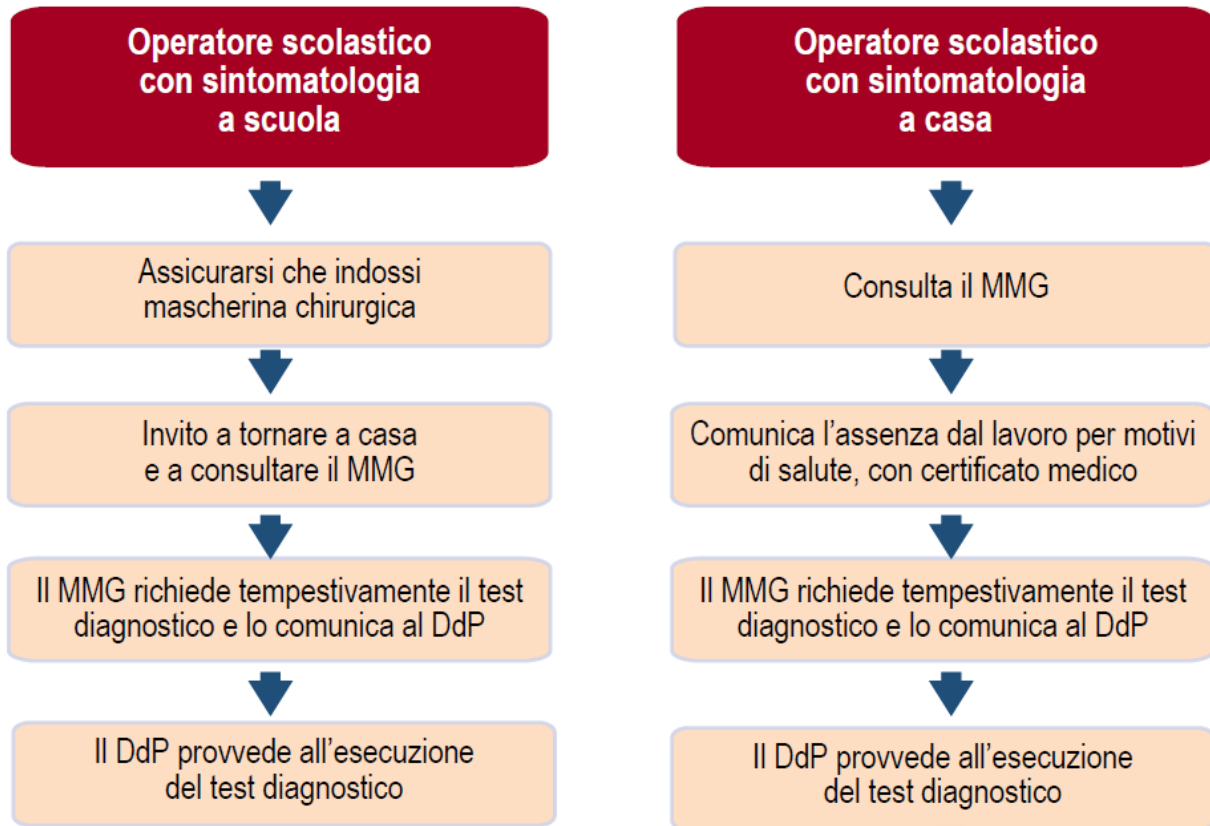 Operatore scolastico
con sintomatologia
a scuola
Assicurarsi che indossi
mascherina chirurgica
Invito a tornare a casa
e a consultare il MMG
Il MMG richiede tempestivamente il test
diagnostico e lo comunica al DdP
Il DdP provvede all’esecuzione
del test diagnostico
Operatore scolastico
con sintomatologia
a casa
Consulta il MMG
Comunica l’assenza dal lavoro per motivi
di salute, con certificato medico
Il MMG richiede tempestivamente il test
diagnostico e lo comunica al DdP
Il DdP provvede all’esecuzione
del test diagnostico